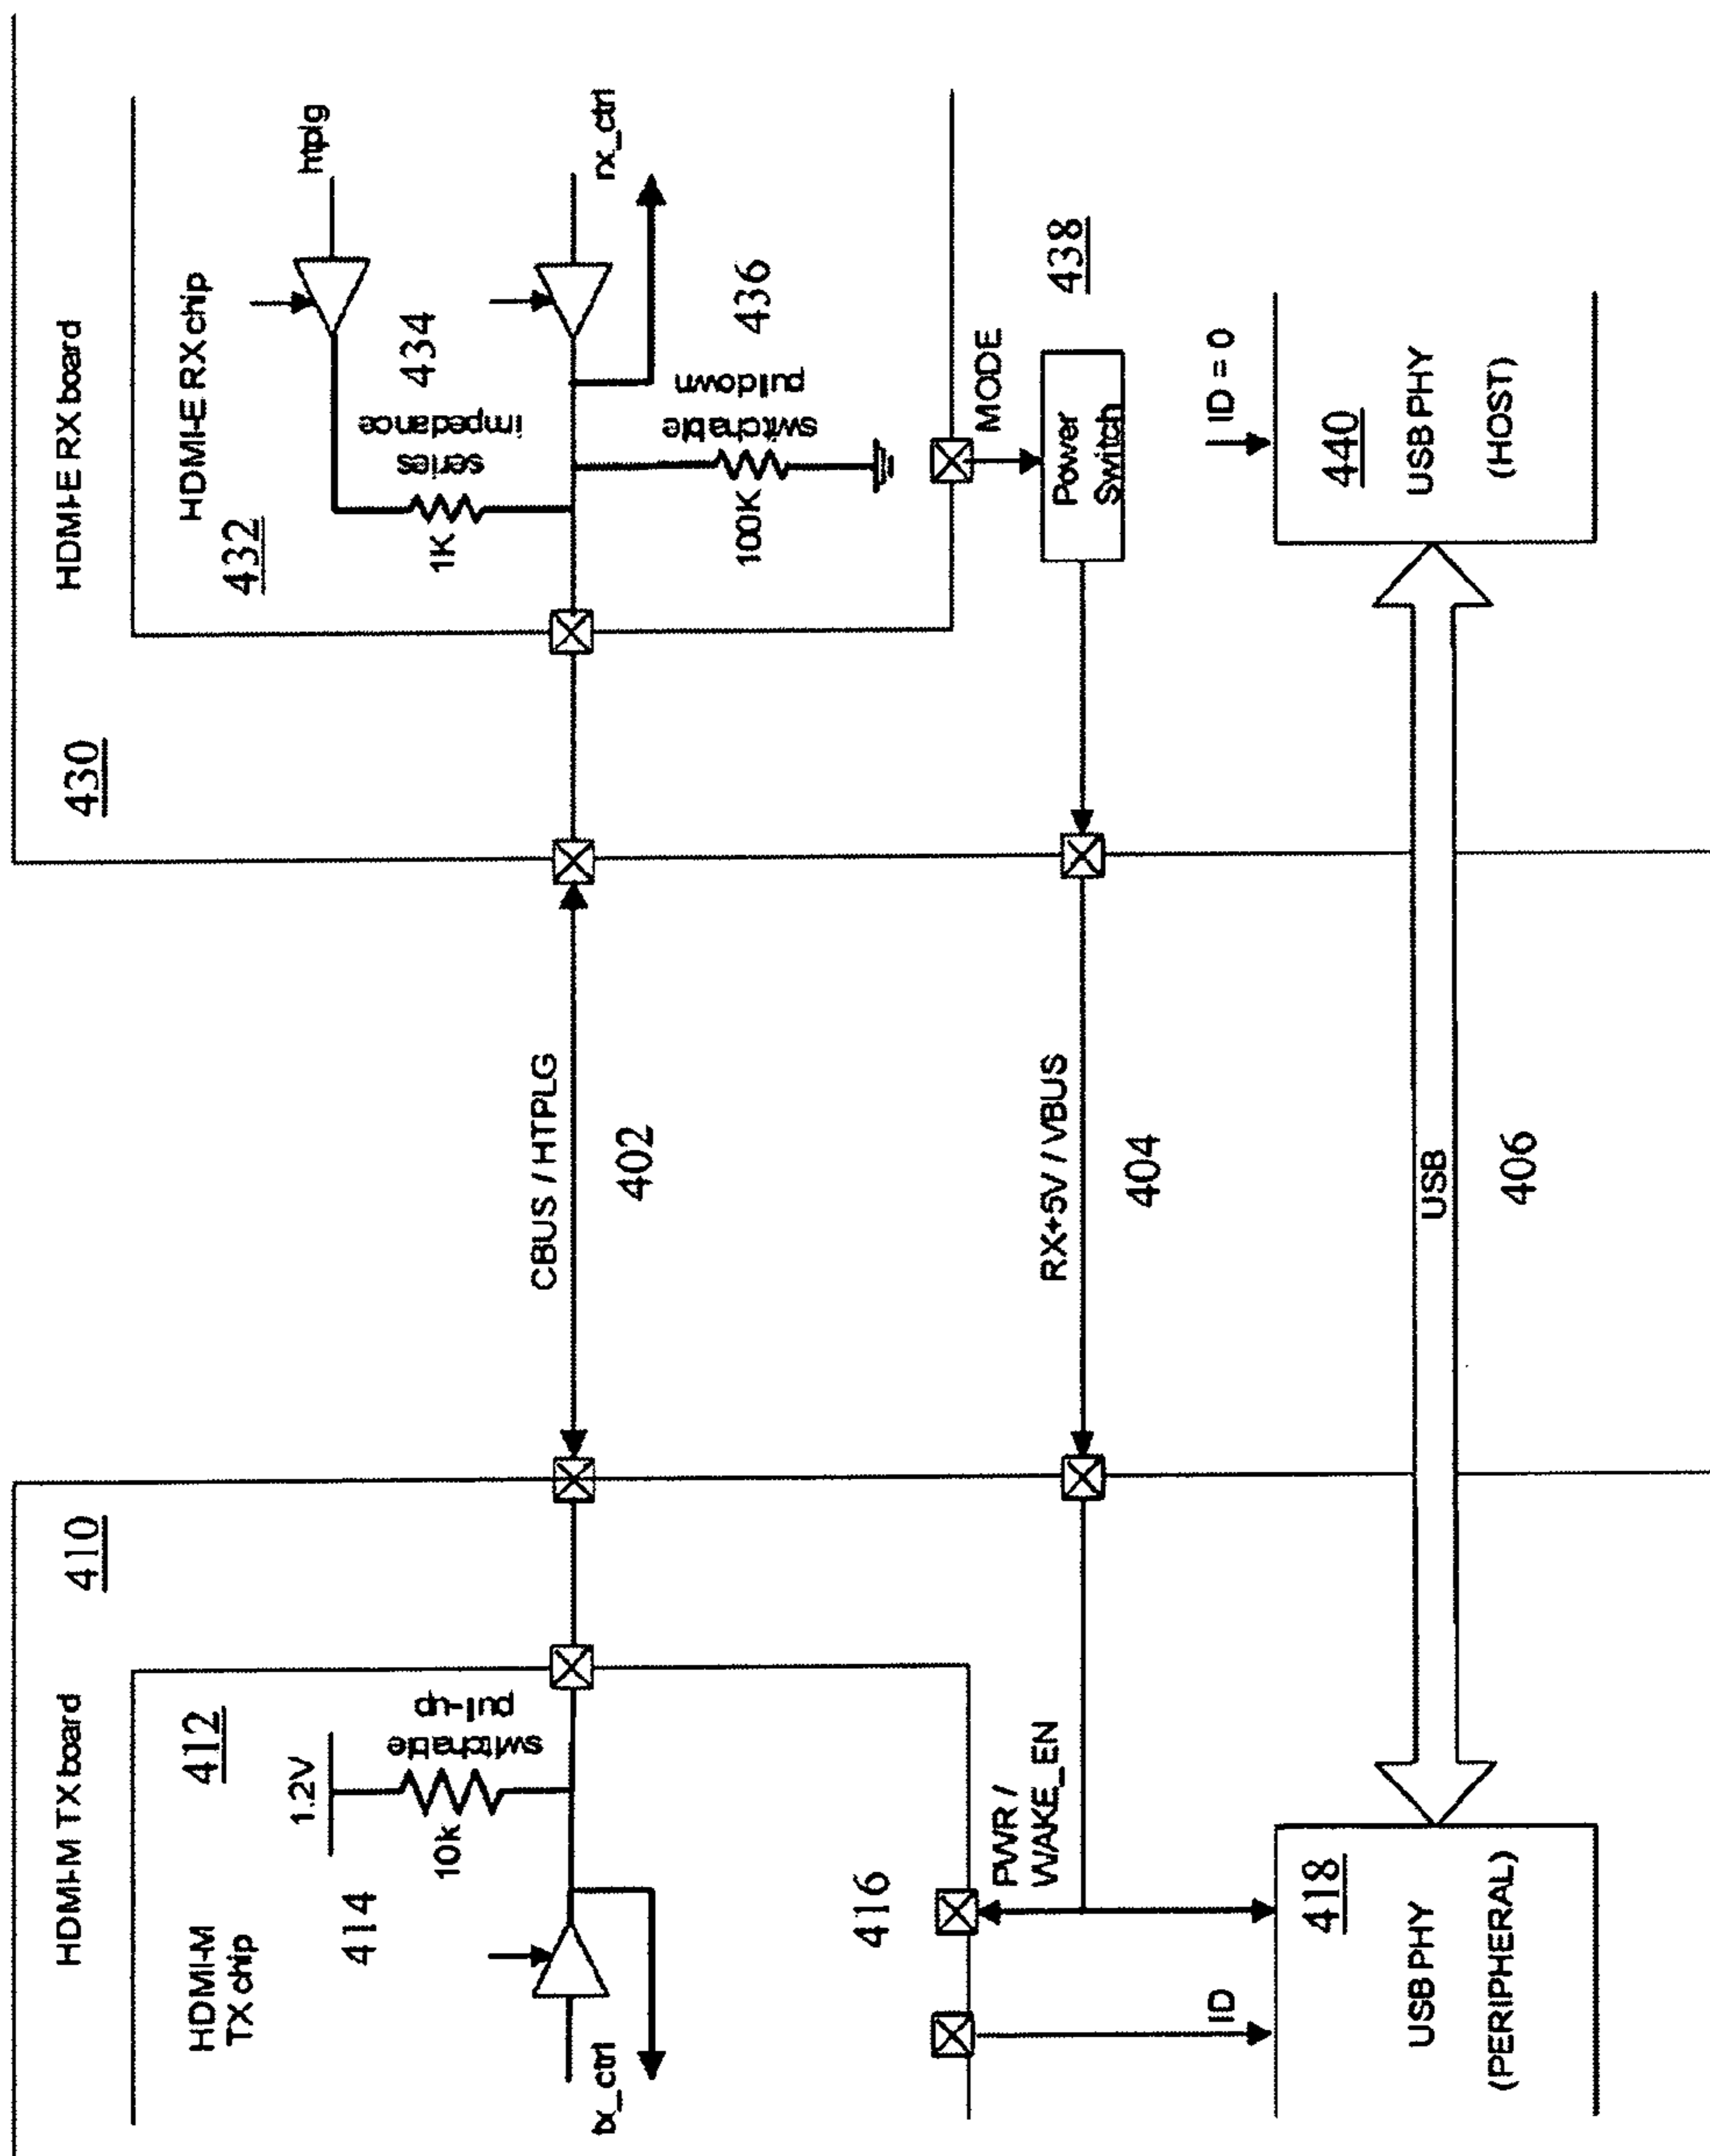 HDMI-M TX board
410
HDMI-M
TX chip
412
1.2V
414
10k
switchable
pull-up
tx_ctrl
416
PWR /
WAKE_EN
ID
418
USB PHY
(PERIPHERAL)
CBUS / HTPLG
402
RX+5V / VBUS
404
USB
406
HDMI-E RX board
430
HDMI-E RX chip
432
htplg
1K
series
impedance
434
rx_ctrl
100K
switchable
pulldown
436
MODE
438
Power
Switch
ID = 0
440
USB PHY
(HOST)